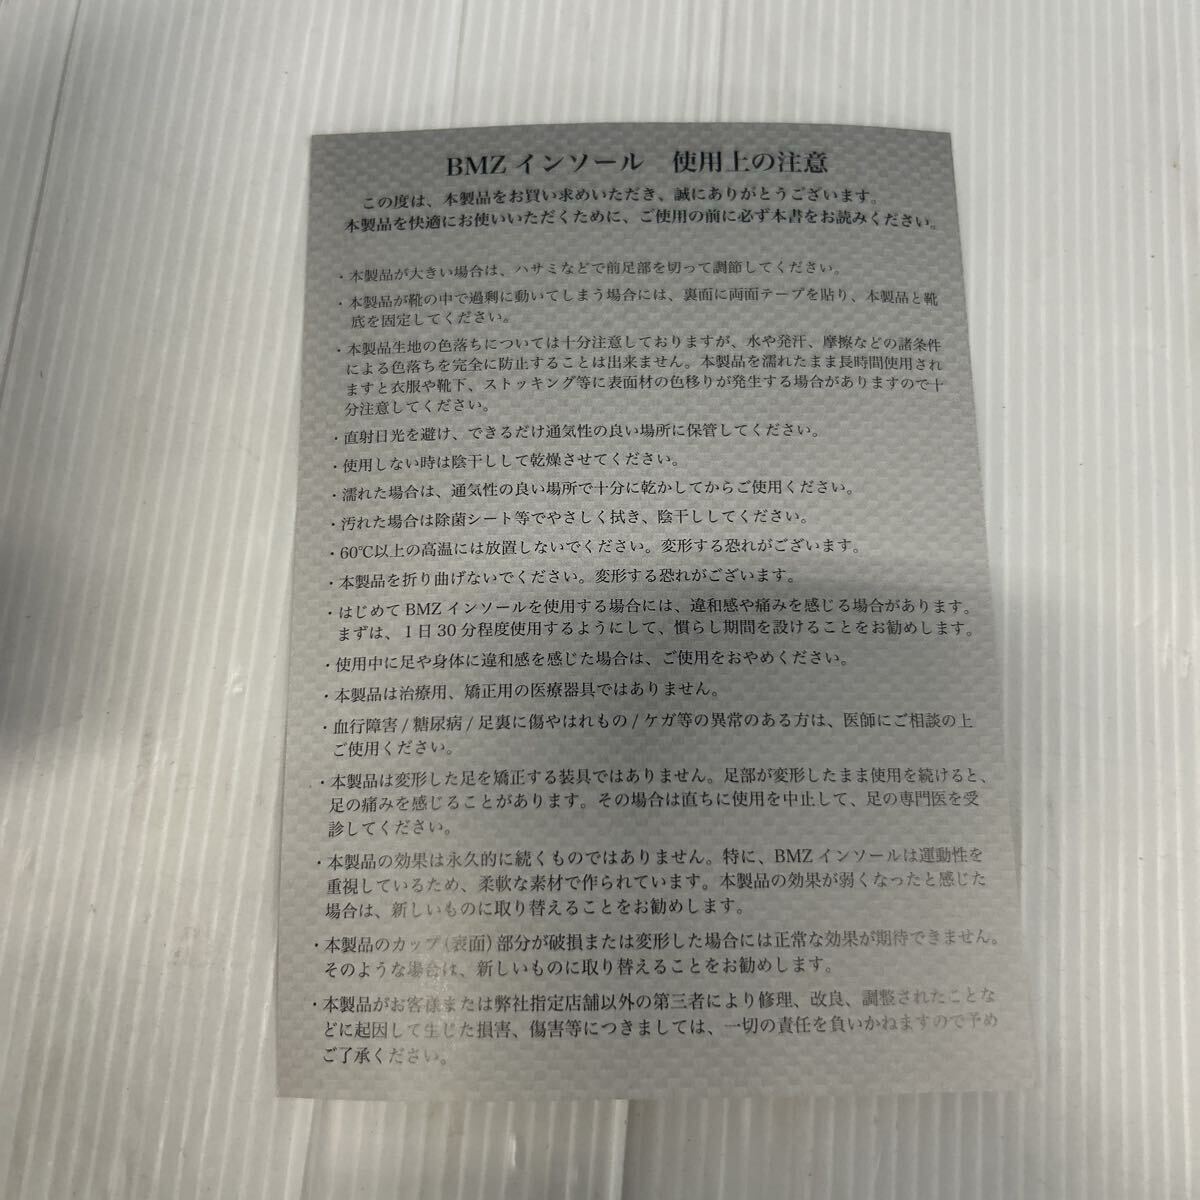 BMZ インソール　使用上の注意
この度は、本製品をお買い求めいただき、誠にありがとうございます。
本製品を快適にお使いいただくために、ご使用の前に必ず本書をお読みください。
・本製品が大きい場合は、ハサミなどで前足部を切って調節してください。
・本製品が靴の中で過剰に動いてしまう場合には、裏面に両面テープを貼り、本製品と靴
底を固定してください。
・本製品生地の色落ちについては十分注意しておりますが、水や発汗、摩擦などの諸条件
による色落ちを完全に防止することは出来ません。本製品を濡れたまま長時間使用され
ますと衣服や靴下、ストッキング等に表面材の色移りが発生する場合がありますので十
分注意してください。
・直射日光を避け、できるだけ通気性の良い場所に保管してください。
・使用しない時は陰干しして乾燥させてください。
・濡れた場合は、通気性の良い場所で十分に乾かしてからご使用ください。
・汚れた場合は除菌シート等でやさしく拭き、陰干ししてください。
・60℃以上の高温には放置しないでください。変形する恐れがございます。
・本製品を折り曲げないでください。変形する恐れがございます。
・はじめて BMZ インソールを使用する場合には、違和感や痛みを感じる場合があります。
まずは、１日 30 分程度使用するようにして、慣らし期間を設けることをお勧めします。
・使用中に足や身体に違和感を感じた場合は、ご使用をおやめください。
・本製品は治療用、矯正用の医療器具ではありません。
・血行障害 / 糖尿病 / 足裏に傷やはれもの / ケガ等の異常のある方は、医師にご相談の上
ご使用ください。
・本製品は変形した足を矯正する装具ではありません。足部が変形したまま使用を続けると、
足の痛みを感じることがあります。その場合は直ちに使用を中止して、足の専門医を受
診してください。
・本製品の効果は永久的に続くものではありません。特に、BMZ インソールは運動性を
重視しているため、柔軟な素材で作られています。本製品の効果が弱くなったと感じた
場合は、新しいものに取り替えることをお勧めします。
・本製品のカップ（表面）部分が破損または変形した場合には正常な効果が期待できません。
そのような場合は、新しいものに取り替えることをお勧めします。
・本製品がお客様または弊社指定店舗以外の第三者により修理、改良、調整されたことな
どに起因して生じた損害、傷害等につきましては、一切の責任を負いかねますので予め
ご了承ください。